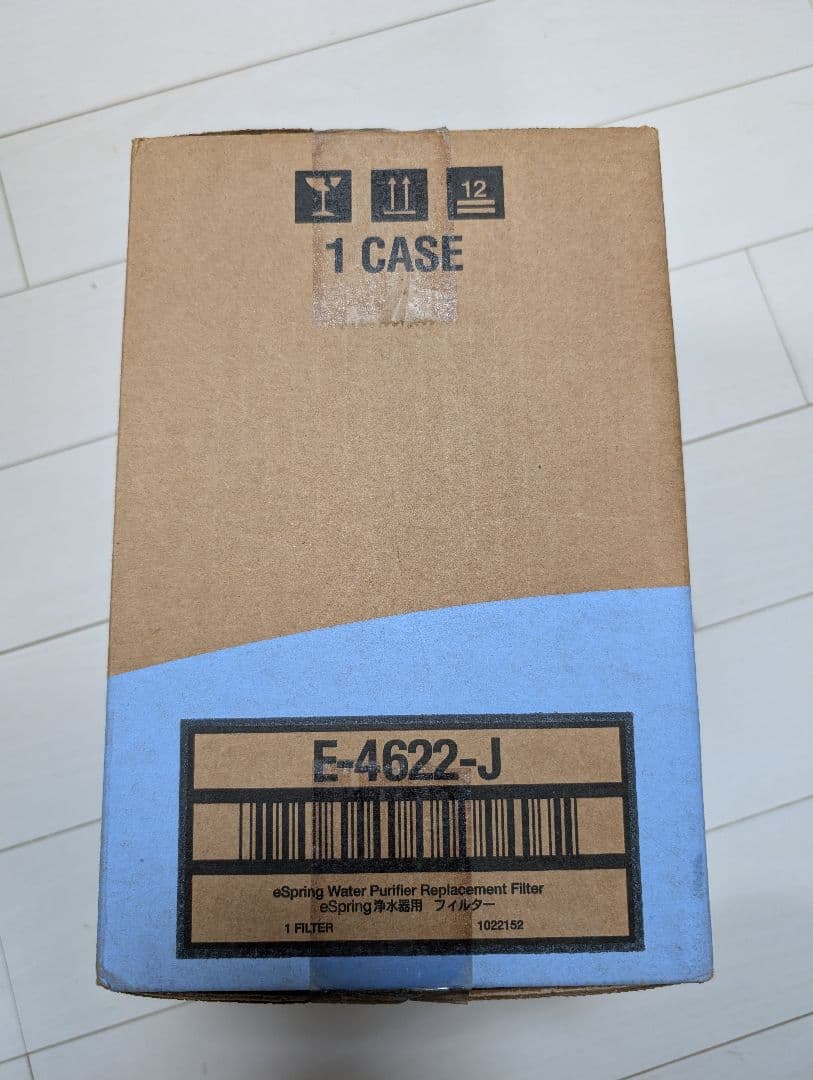 12
1 CASE
E-4622-J
eSpring Water Purifier Replacement Filter
eSpring浄水器用　フィルター
1 FILTER 1022152